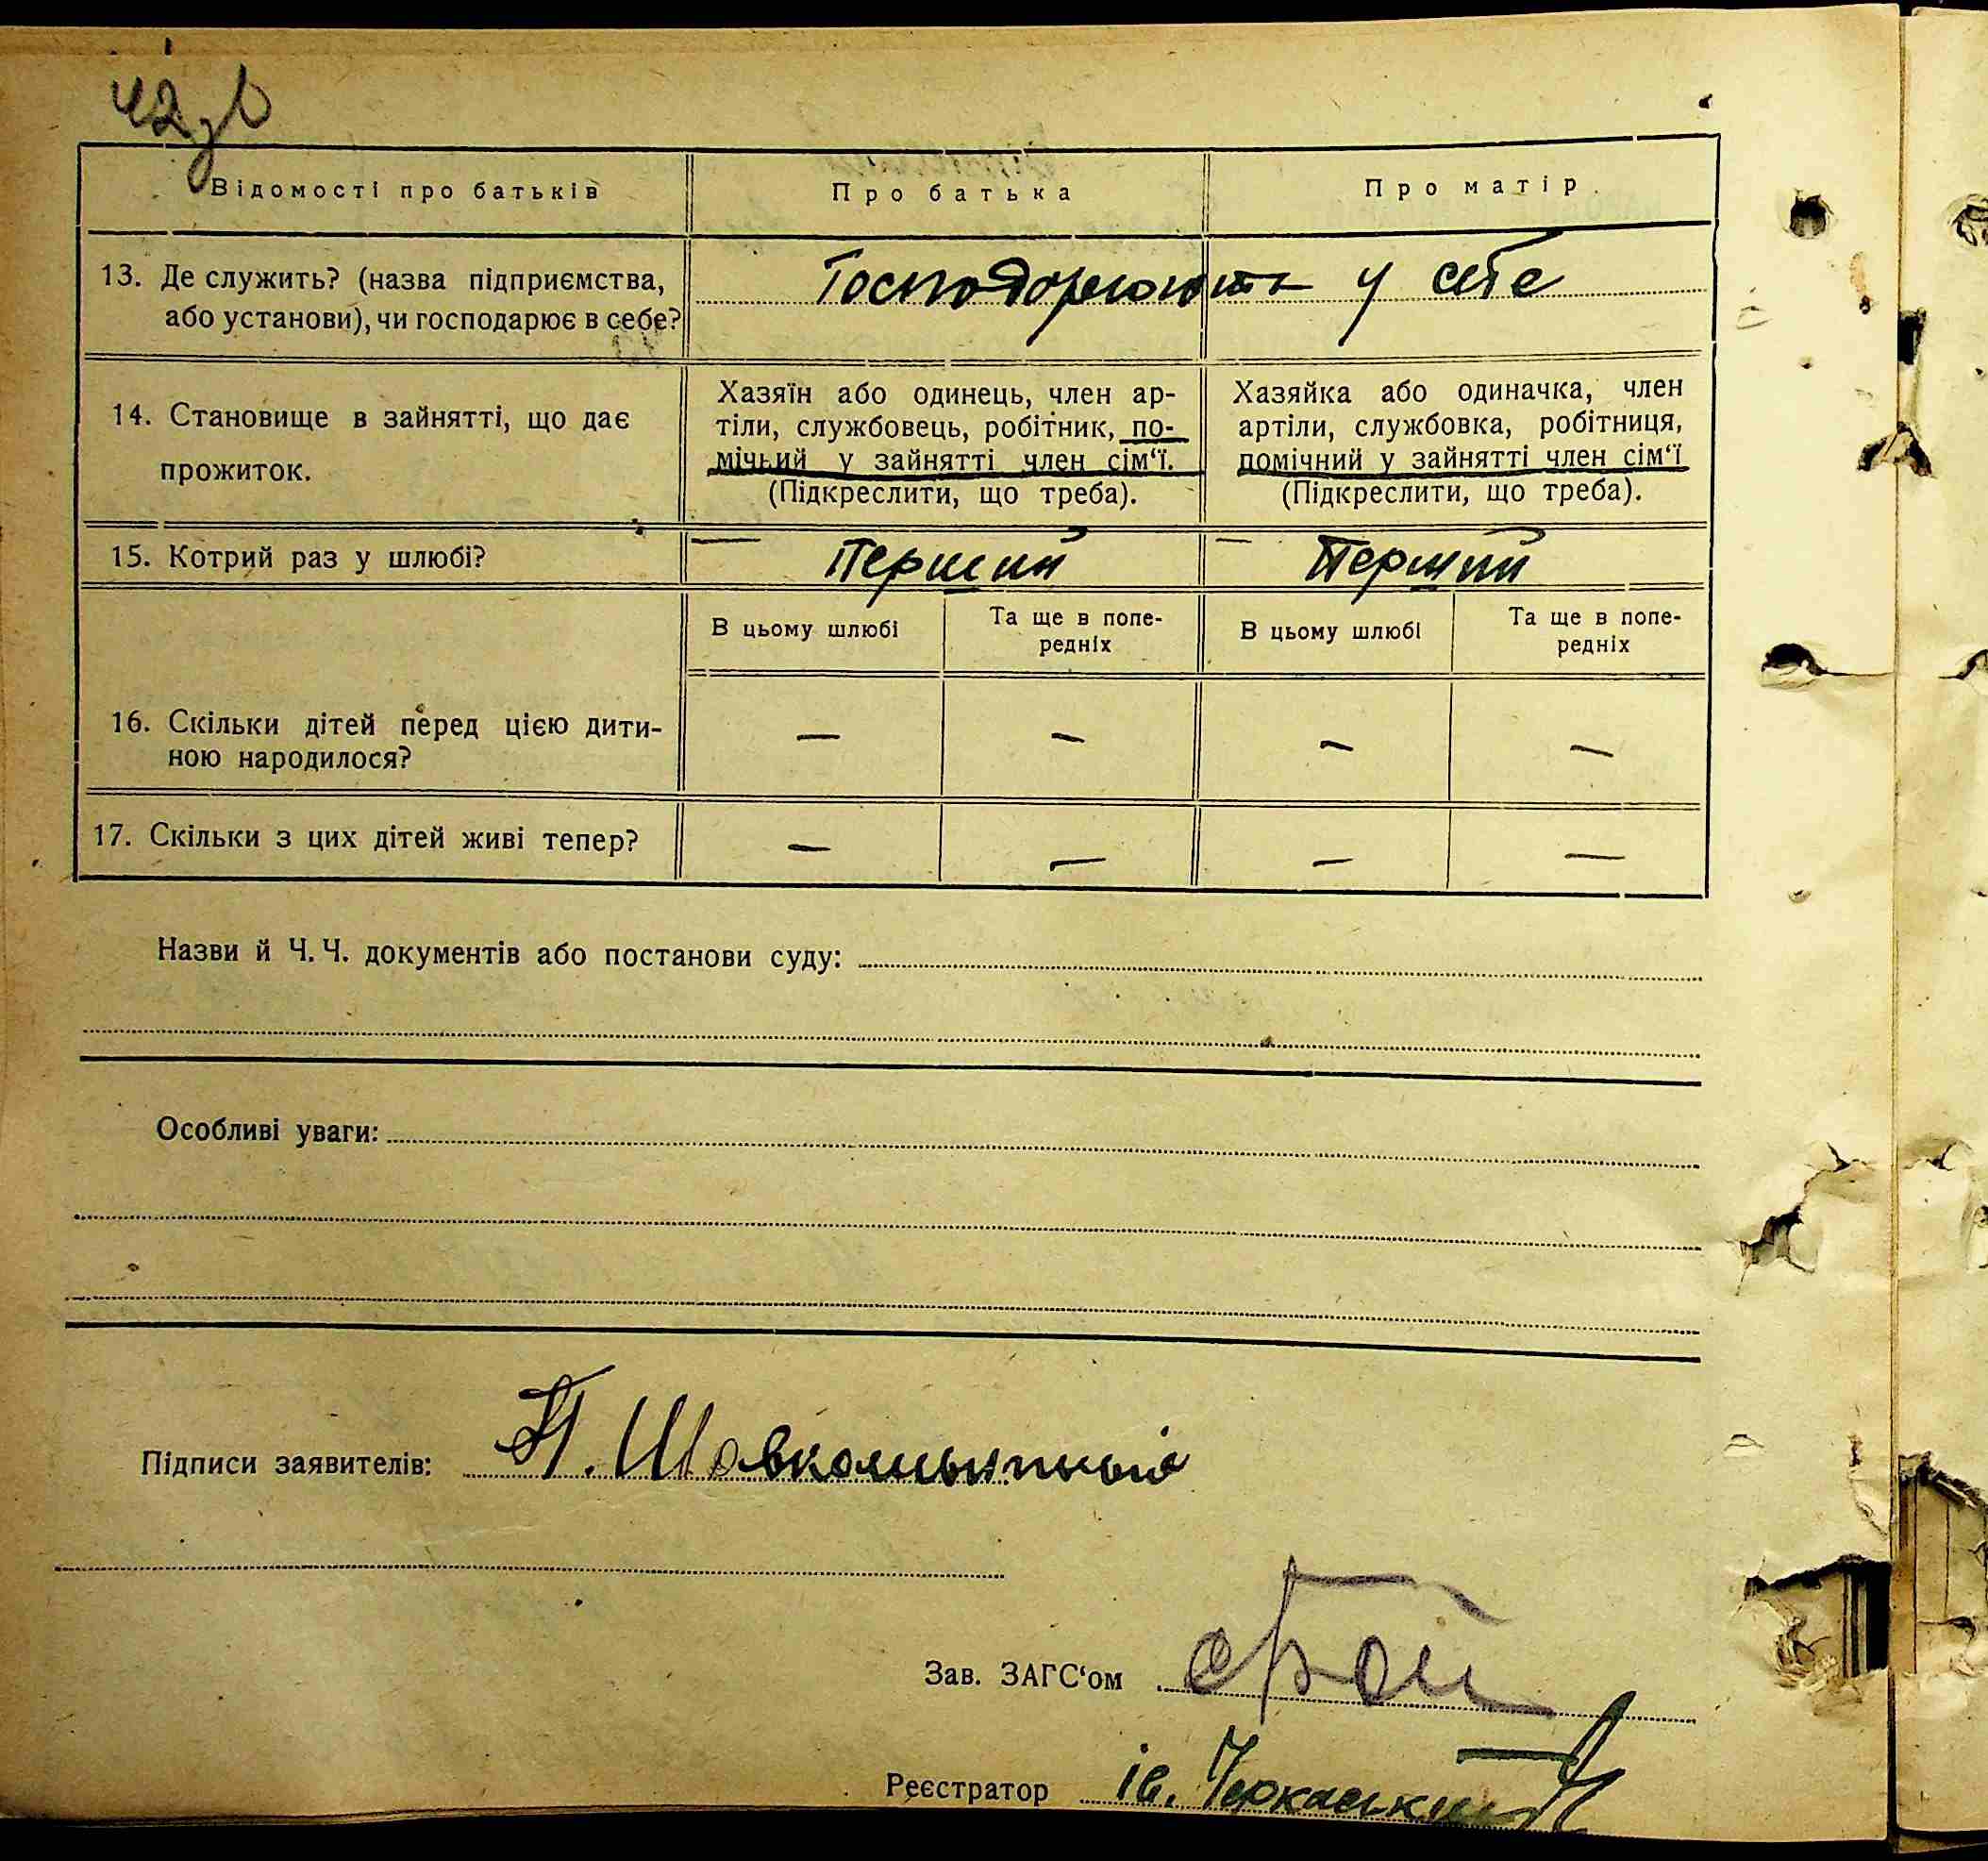 42
Відомості про батьків
Про батька
Про матір
13. Де служить? (назва підприємства,
або установи), чи господарює в себе?
Господарюють у себе
14. Становище в зайнятті, що дає
прожиток.
Хазяїн або одинець, член ар-
тіли, службовець, робітник, по-
мічний у зайнятті член сім‘ї.
(Підкреслити, що треба).
Хазяйка або одиначка, член
артіли, службовка, робітниця,
помічний у зайнятті член сім‘ї
(Підкреслити, що треба).
15. Котрий раз у шлюбі?
— Перший
— Перший
В цьому шлюбі
Та ще в попе-
редніх
В цьому шлюбі
Та ще в попе-
редніх
16. Скільки дітей перед цією дити-
ною народилося?
— — — —
17. Скільки з цих дітей живі тепер?
— — — —
Назви й Ч. Ч. документів або постанови суду:
Особливі уваги:
Підписи заявителів:
Зав. ЗАГС‘ом
Реєстратор ів. Черкаський